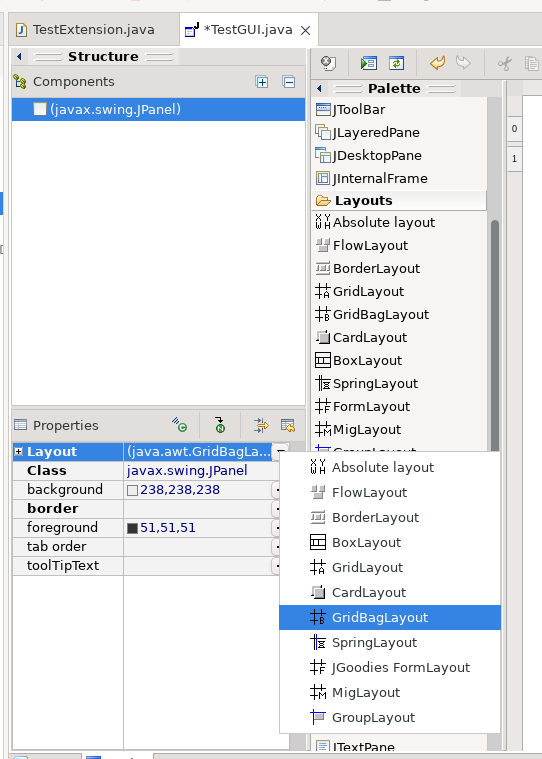 TestExtension.java
*TestGUI.java
Structure
Components
(javax.swing.JPanel)
Properties
Layout (java.awt.GridBagLa...
Class javax.swing.JPanel
background 238,238,238
border
foreground 51,51,51
tab order
toolTipText
Palette
JToolBar
JLayeredPane
JDesktopPane
JInternalFrame
Layouts
Absolute layout
FlowLayout
BorderLayout
GridLayout
GridBagLayout
CardLayout
BoxLayout
SpringLayout
FormLayout
MigLayout
GroupLayout
Absolute layout
FlowLayout
BorderLayout
BoxLayout
GridLayout
CardLayout
GridBagLayout
SpringLayout
JGoodies FormLayout
MigLayout
GroupLayout
JTextPane
0
1